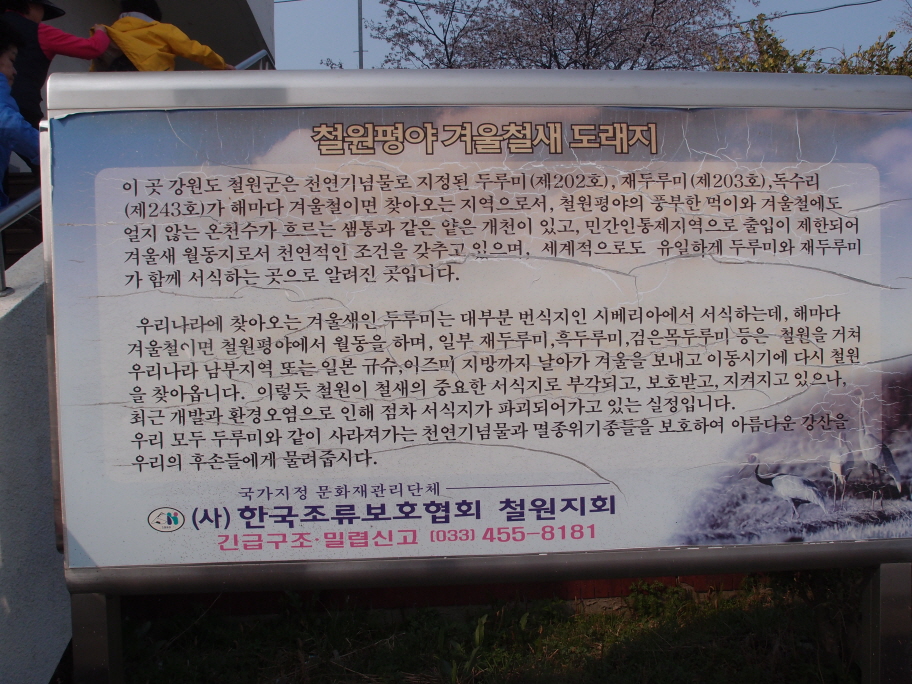 철원평야 겨울철새 도래지
이 곳 강원도 철원군은 천연기념물로 지정된 두루미(제202호), 재두루미(제203호),독수리
(제243호)가 해마다 겨울철이면 찾아오는 지역으로서, 철원평야의 풍부한 먹이와 겨울철에도
얼지 않는 온천수가 흐르는 샘통과 같은 얕은 개천이 있고, 민간인통제지역으로 출입이 제한되어
겨울새 월동지로서 천연적인 조건을 갖추고 있으며, 세계적으로도 유일하게 두루미와 재두루미
가 함께 서식하는 곳으로 알려진 곳입니다.
우리나라에 찾아오는 겨울새인 두루미는 대부분 번식지인 시베리아에서 서식하는데, 해마다
겨울철이면 철원평야에서 월동을 하며, 일부 재두루미,흑두루미,검은목두루미 등은 철원을 거쳐
우리나라 남부지역 또는 일본 규슈,이즈미 지방까지 날아가 겨울을 보내고 이동시기에 다시 철원
을 찾아옵니다. 이렇듯 철원이 철새의 중요한 서식지로 부각되고, 보호받고, 지켜지고 있으나,
최근 개발과 환경오염으로 인해 점차 서식지가 파괴되어가고 있는 실정입니다.
우리 모두 두루미와 같이 사라져가는 천연기념물과 멸종위기종들을 보호하여 아름다운 강산을
우리의 후손들에게 물려줍시다.
국가지정 문화재관리단체
(사) 한국조류보호협회 철원지회
긴급구조·밀렵신고 (033) 455-8181